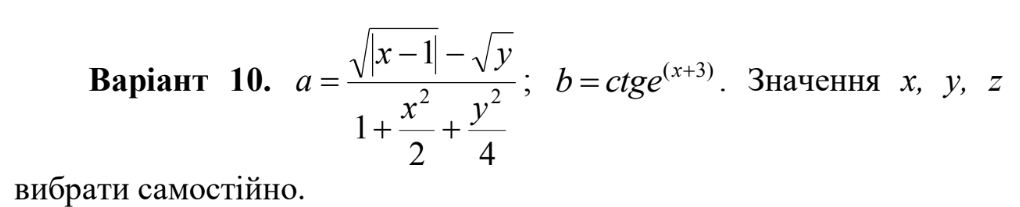 Варіант 10. a = (√|x − 1| − √y) / (1 + x²/2 + y²/4); b = ctge^(x+3). Значення x, y, z
вибрати самостійно.